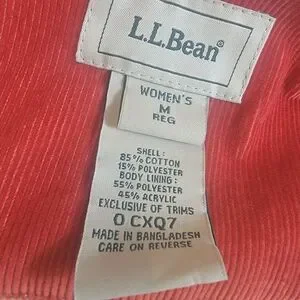 L.L.Bean®
WOMEN'S
M
REG
SHELL:
85% COTTON
15% POLYESTER
BODY LINING:
55% POLYESTER
45% ACRYLIC
EXCLUSIVE OF TRIMS
0 CXQ7
MADE IN BANGLADESH
CARE ON REVERSE